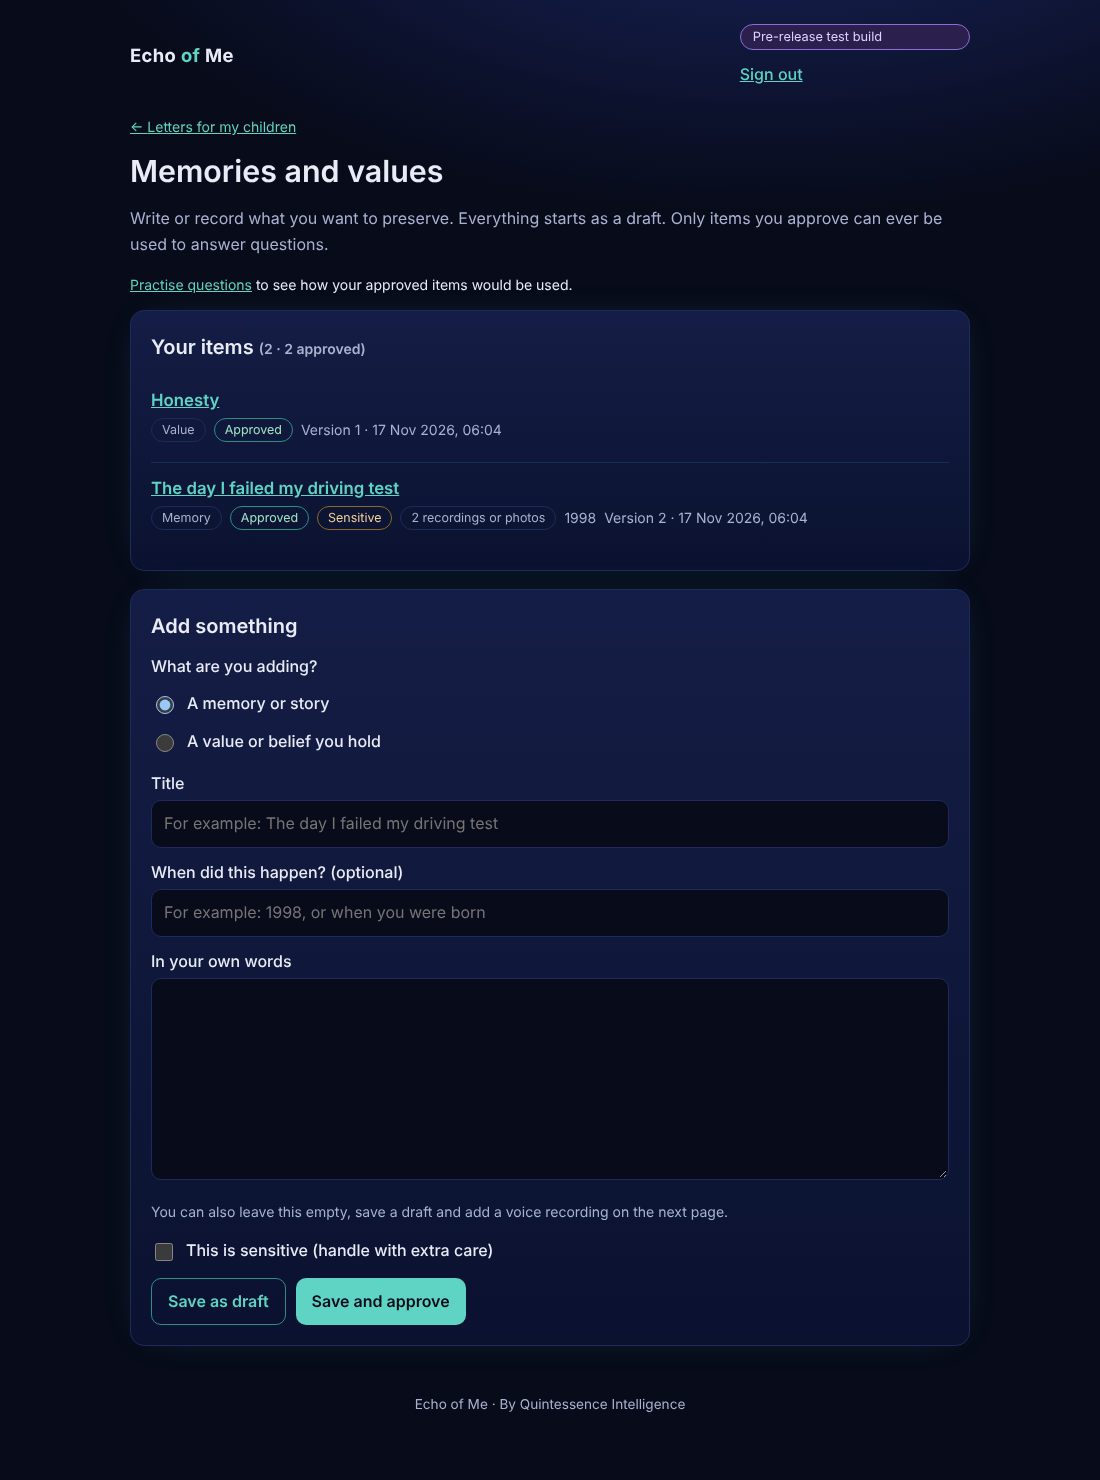 Echo of Me
Pre-release test build
Sign out
← Letters for my children
Memories and values
Write or record what you want to preserve. Everything starts as a draft. Only items you approve can ever be
used to answer questions.
Practise questions to see how your approved items would be used.
Your items (2 · 2 approved)
Honesty
Value Approved Version 1 · 17 Nov 2026, 06:04
The day I failed my driving test
Memory Approved Sensitive 2 recordings or photos 1998 Version 2 · 17 Nov 2026, 06:04
Add something
What are you adding?
A memory or story
A value or belief you hold
Title
For example: The day I failed my driving test
When did this happen? (optional)
For example: 1998, or when you were born
In your own words
You can also leave this empty, save a draft and add a voice recording on the next page.
This is sensitive (handle with extra care)
Save as draft Save and approve
Echo of Me · By Quintessence Intelligence